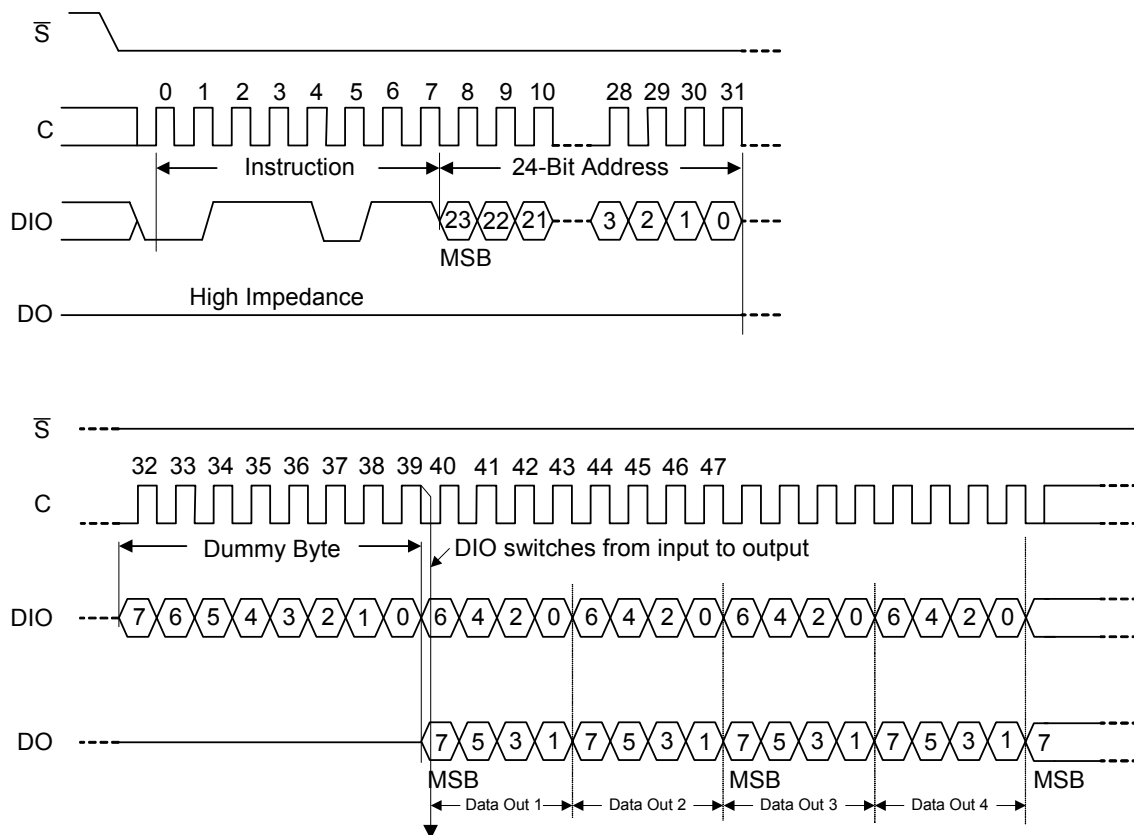 S
0 1 2 3 4 5 6 7 8 9 10 28 29 30 31
C
Instruction 24-Bit Address
DIO 23 22 21 3 2 1 0
MSB
High Impedance
DO
S
32 33 34 35 36 37 38 39 40 41 42 43 44 45 46 47
C
Dummy Byte DIO switches from input to output
DIO 7 6 5 4 3 2 1 0 6 4 2 0 6 4 2 0 6 4 2 0 6 4 2 0
DO 7 5 3 1 7 5 3 1 7 5 3 1 7 5 3 1 7
MSB MSB MSB
Data Out 1 Data Out 2 Data Out 3 Data Out 4